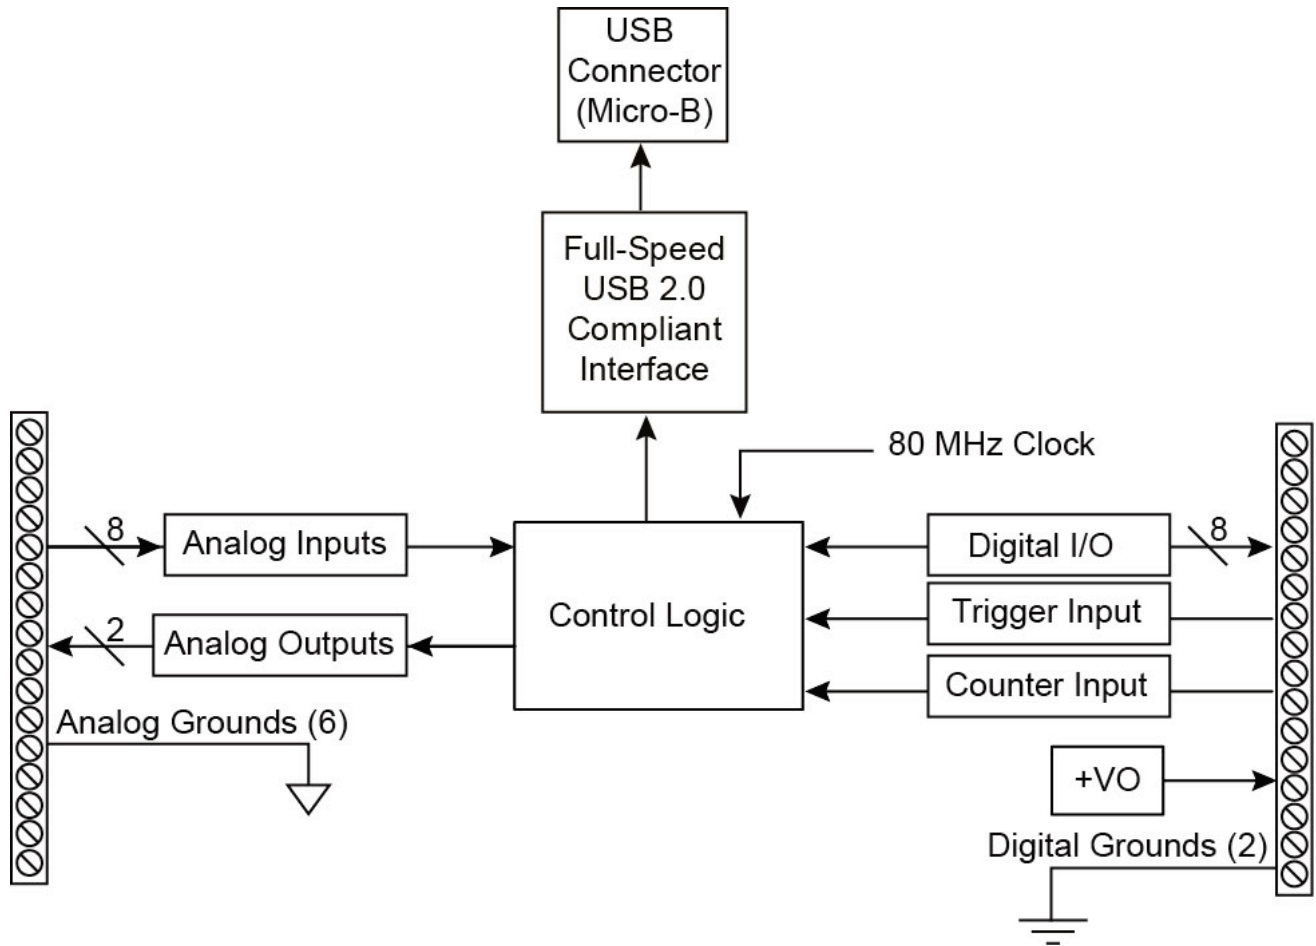 USB
Connector
(Micro-B)
Full-Speed
USB 2.0
Compliant
Interface
80 MHz Clock
8
Analog Inputs
Control Logic
Digital I/O
8
2
Analog Outputs
Trigger Input
Counter Input
Analog Grounds (6)
+VO
Digital Grounds (2)